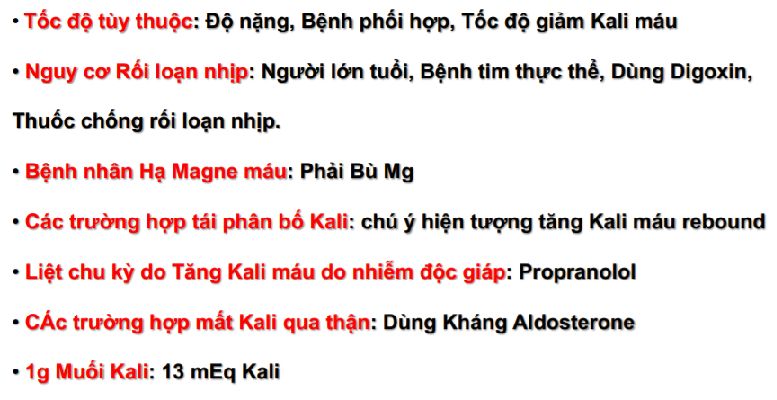 • Tốc độ tùy thuộc: Độ nặng, Bệnh phối hợp, Tốc độ giảm Kali máu
• Nguy cơ Rối loạn nhịp: Người lớn tuổi, Bệnh tim thực thể, Dùng Digoxin,
Thuốc chống rối loạn nhịp.
• Bệnh nhân Hạ Magne máu: Phải Bù Mg
• Các trường hợp tái phân bố Kali: chú ý hiện tượng tăng Kali máu rebound
• Liệt chu kỳ do Tăng Kali máu do nhiễm độc giáp: Propranolol
• CÁc trường hợp mất Kali qua thận: Dùng Kháng Aldosterone
• 1g Muối Kali: 13 mEq Kali